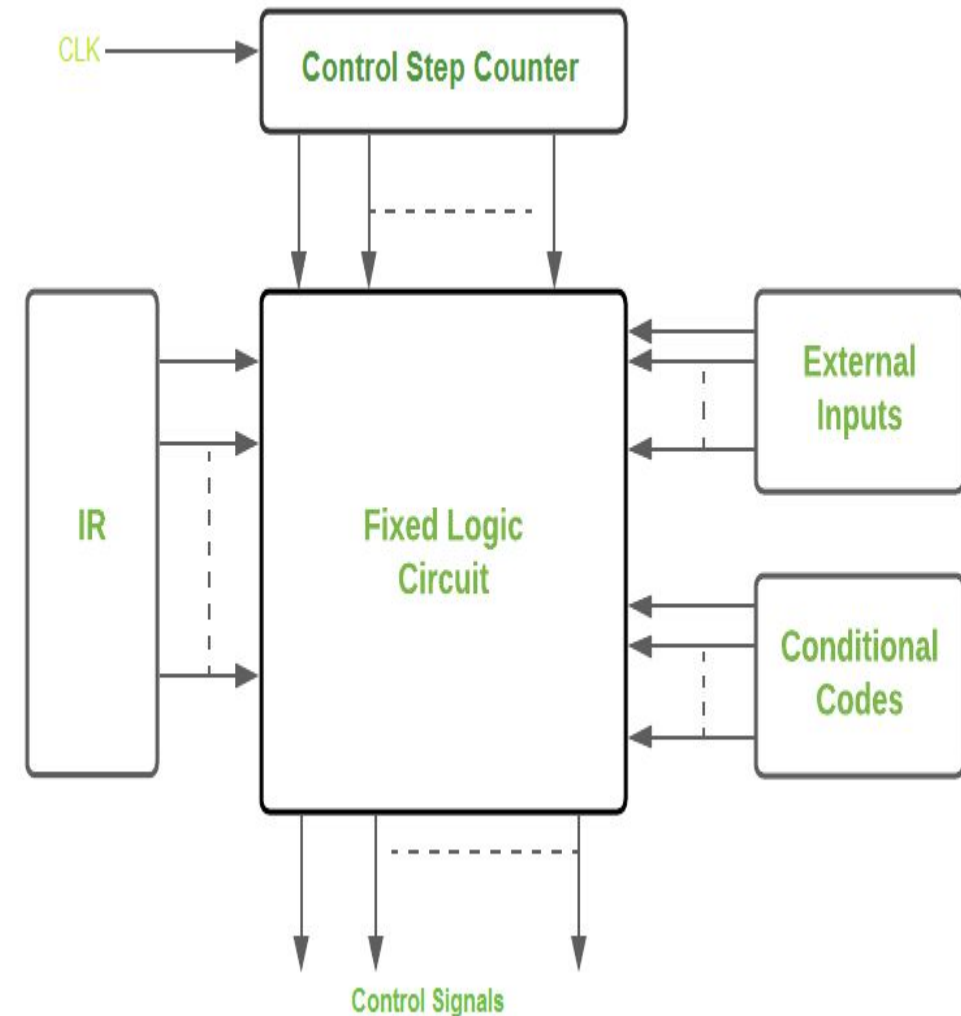 CLK
Control Step Counter
IR
Fixed Logic
Circuit
External
Inputs
Conditional
Codes
Control Signals